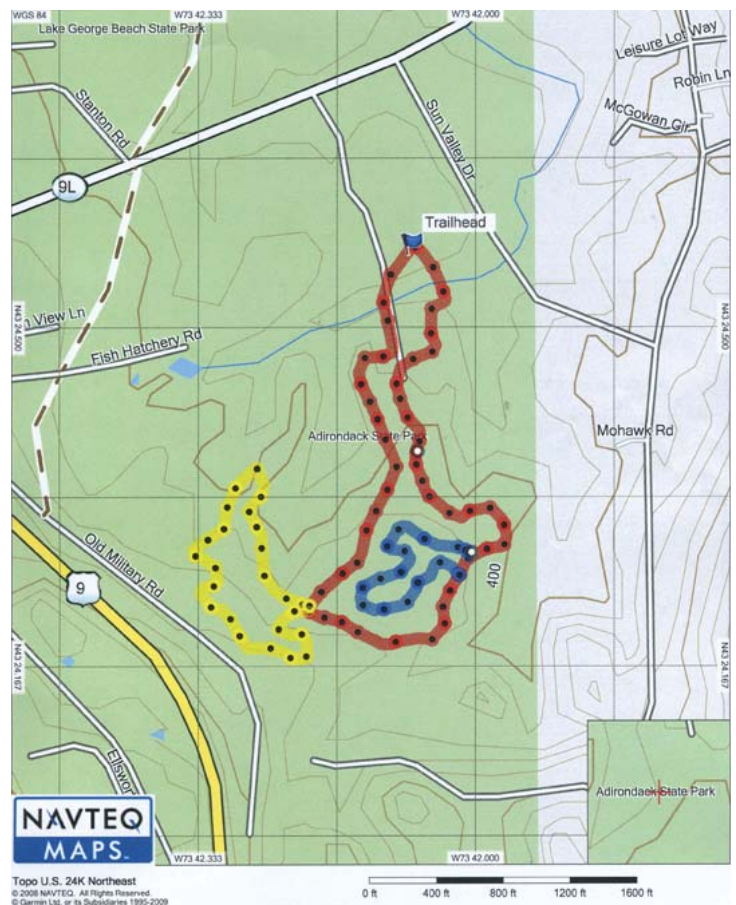 WGS 84
W73 42.333
W73 42.000
Lake George Beach State Park
Leisure Lot Way
Robin Ln
McGowan Cir
Stanton Rd
Sun Valley Dr
9L
Trailhead
1
N43 24.500
N43 24.500
View Ln
Fish Hatchery Rd
Adirondack State Park
Mohawk Rd
Old Military Rd
9
400
N43 24.167
N43 24.167
Adirondack State Park
NAVTEQ
MAPS
W73 42.333
W73 42.000
Topo U.S. 24K Northeast
© 2008 NAVTEQ. All Rights Reserved.
© Garmin Ltd. or its Subsidiaries 1995-2009
0 ft 400 ft 800 ft 1200 ft 1600 ft